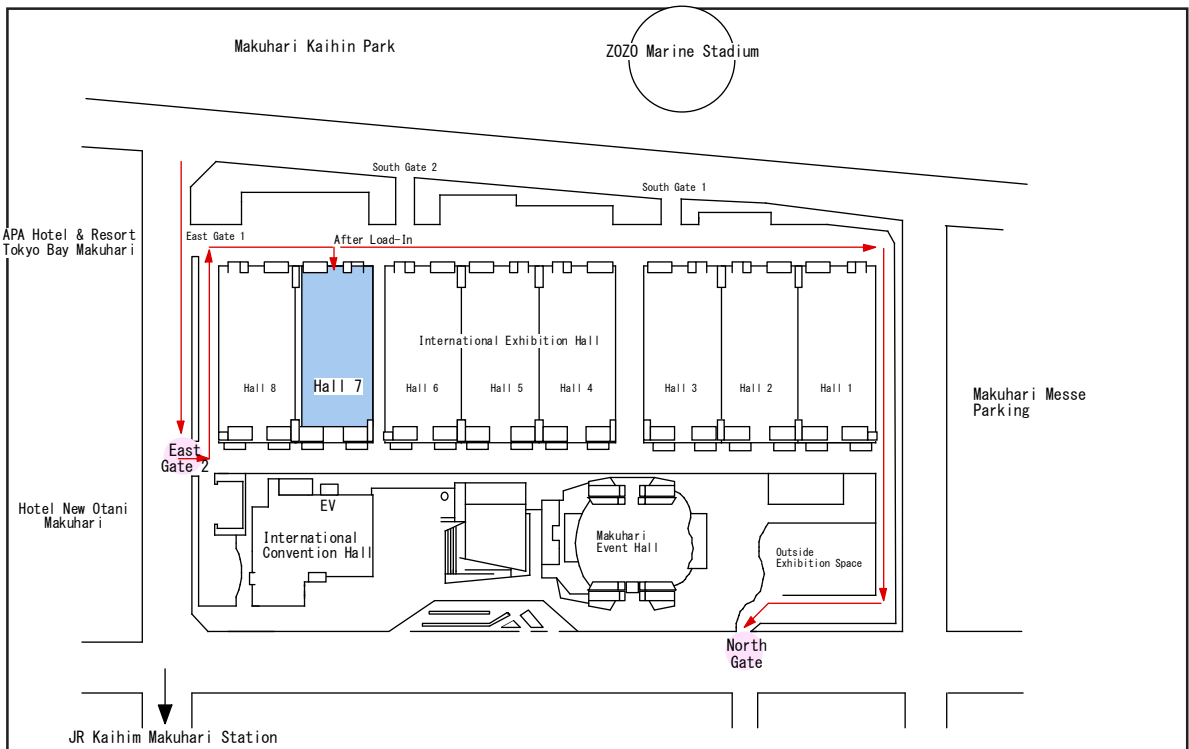 Makuhari Kaihin Park
ZOZO Marine Stadium
South Gate 2
South Gate 1
APA Hotel & Resort
Tokyo Bay Makuhari
East Gate 1
After Load-In
International Exhibition Hall
Hall 8
Hall 7
Hall 6
Hall 5
Hall 4
Hall 3
Hall 2
Hall 1
Makuhari Messe
Parking
East
Gate 2
Hotel New Otani
Makuhari
EV
International
Convention Hall
Makuhari
Event Hall
Outside
Exhibition Space
North
Gate
JR Kaihim Makuhari Station